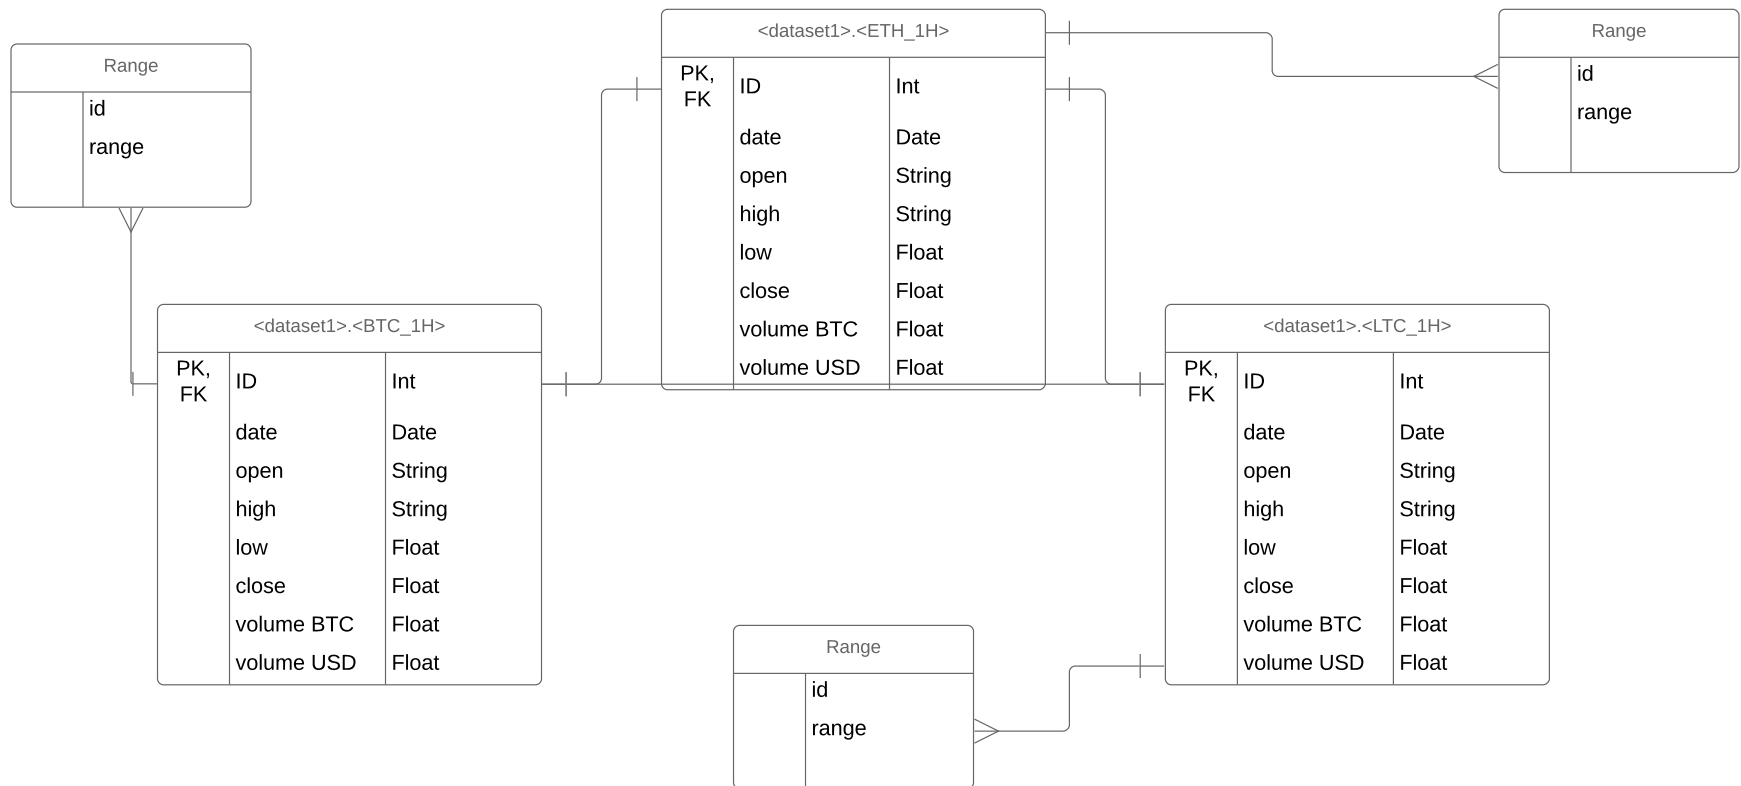 <dataset1>.<ETH_1H>
PK, FK ID Int
date Date
open String
high String
low Float
close Float
volume BTC Float
volume USD Float
Range
id
range
Range
id
range
<dataset1>.<BTC_1H>
PK, FK ID Int
date Date
open String
high String
low Float
close Float
volume BTC Float
volume USD Float
<dataset1>.<LTC_1H>
PK, FK ID Int
date Date
open String
high String
low Float
close Float
volume BTC Float
volume USD Float
Range
id
range